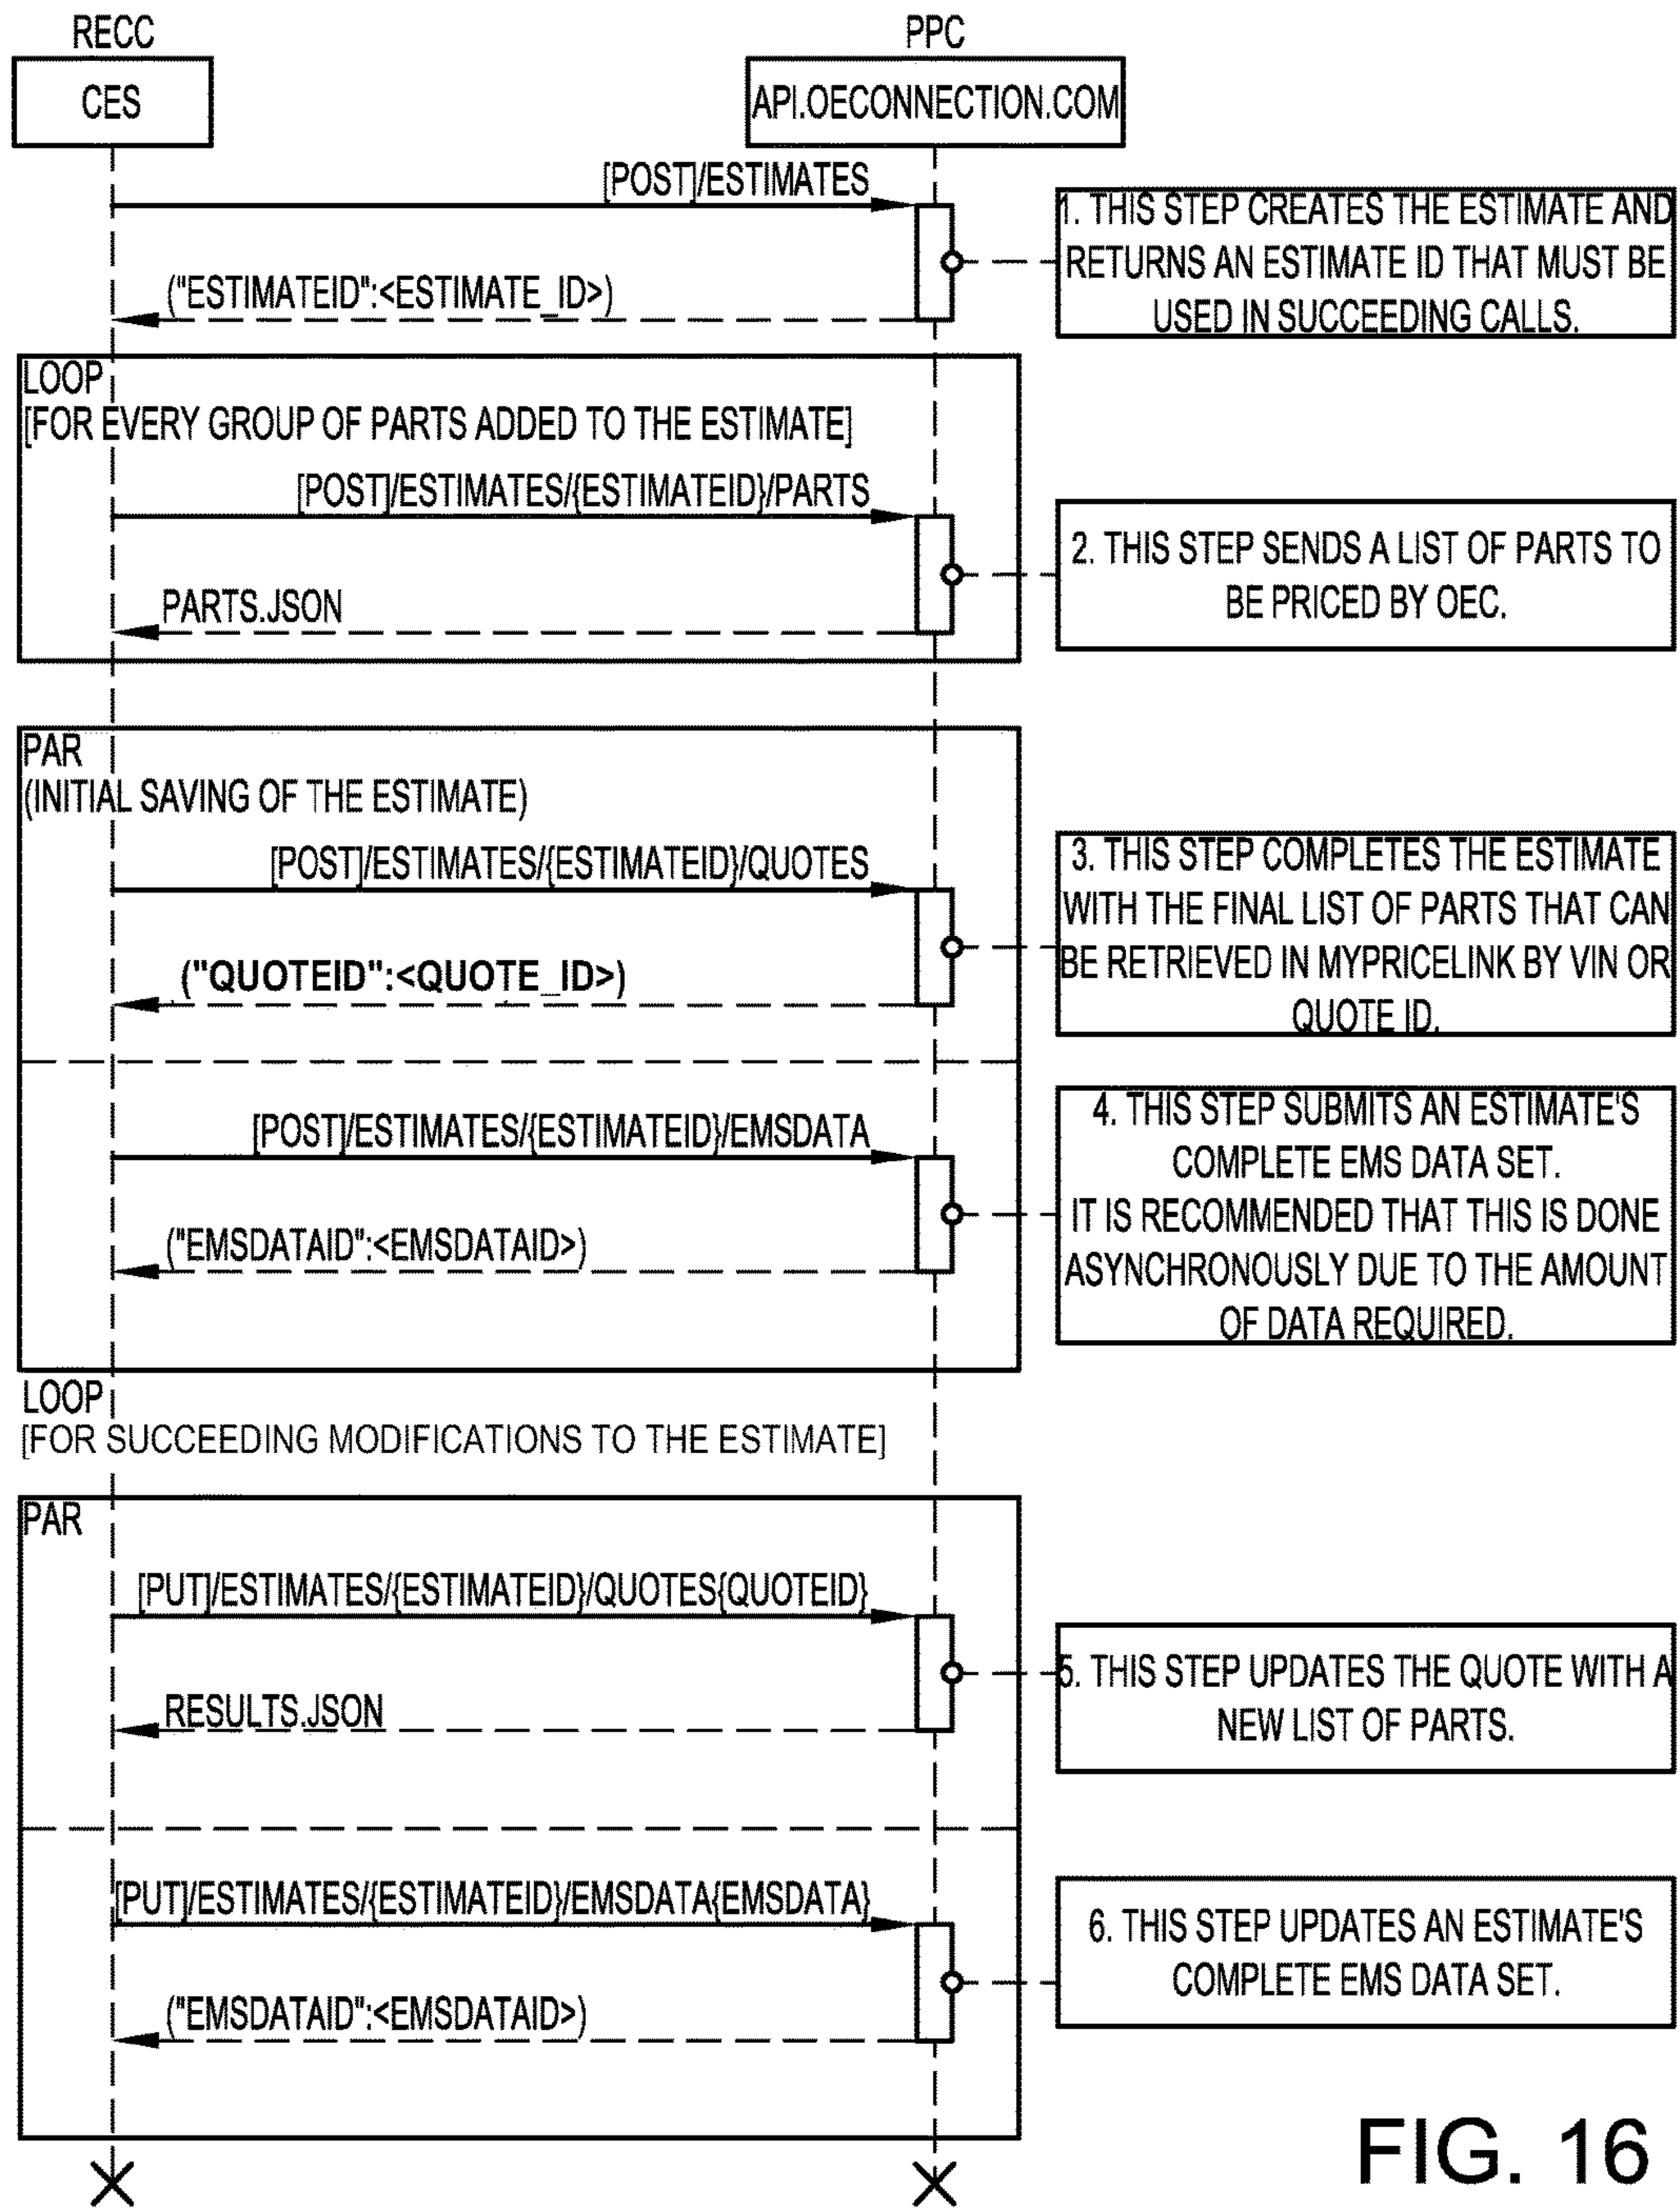 RECC
PPC
CES
API.OECONNECTION.COM
[POST]/ESTIMATES
1. THIS STEP CREATES THE ESTIMATE AND
RETURNS AN ESTIMATE ID THAT MUST BE
USED IN SUCCEEDING CALLS.
("ESTIMATEID":<ESTIMATE_ID>)
LOOP
[FOR EVERY GROUP OF PARTS ADDED TO THE ESTIMATE]
[POST]/ESTIMATES/{ESTIMATEID}/PARTS
2. THIS STEP SENDS A LIST OF PARTS TO
BE PRICED BY OEC.
PARTS.JSON
PAR
(INITIAL SAVING OF THE ESTIMATE)
[POST]/ESTIMATES/{ESTIMATEID}/QUOTES
3. THIS STEP COMPLETES THE ESTIMATE
WITH THE FINAL LIST OF PARTS THAT CAN
BE RETRIEVED IN MYPRICELINK BY VIN OR
QUOTE ID.
("QUOTEID":<QUOTE_ID>)
[POST]/ESTIMATES/{ESTIMATEID}/EMSDATA
4. THIS STEP SUBMITS AN ESTIMATE'S
COMPLETE EMS DATA SET.
IT IS RECOMMENDED THAT THIS IS DONE
ASYNCHRONOUSLY DUE TO THE AMOUNT
OF DATA REQUIRED.
("EMSDATAID":<EMSDATAID>)
LOOP
[FOR SUCCEEDING MODIFICATIONS TO THE ESTIMATE]
PAR
[PUT]/ESTIMATES/{ESTIMATEID}/QUOTES{QUOTEID}
5. THIS STEP UPDATES THE QUOTE WITH A
NEW LIST OF PARTS.
RESULTS.JSON
[PUT]/ESTIMATES/{ESTIMATEID}/EMSDATA{EMSDATA}
6. THIS STEP UPDATES AN ESTIMATE'S
COMPLETE EMS DATA SET.
("EMSDATAID":<EMSDATAID>)
FIG. 16